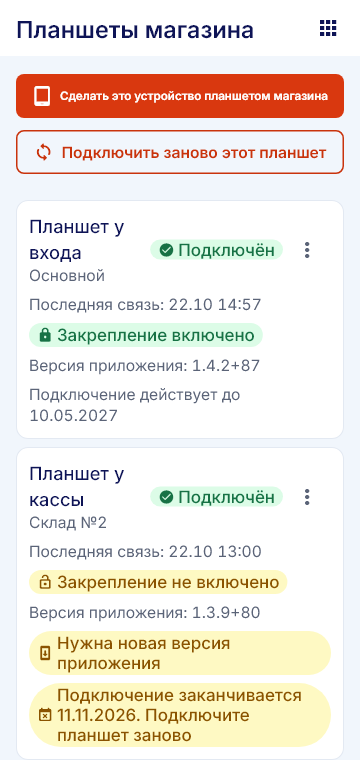 Планшеты магазина
Сделать это устройство планшетом магазина
Подключить заново этот планшет
Планшет у
входа
Подключён
Основной
Последняя связь: 22.10 14:57
Закрепление включено
Версия приложения: 1.4.2+87
Подключение действует до
10.05.2027
Планшет у
кассы
Подключён
Склад №2
Последняя связь: 22.10 13:00
Закрепление не включено
Версия приложения: 1.3.9+80
Нужна новая версия
приложения
Подключение заканчивается
11.11.2026. Подключите
планшет заново